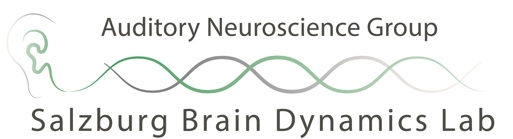 Auditory Neuroscience Group
Salzburg Brain Dynamics Lab